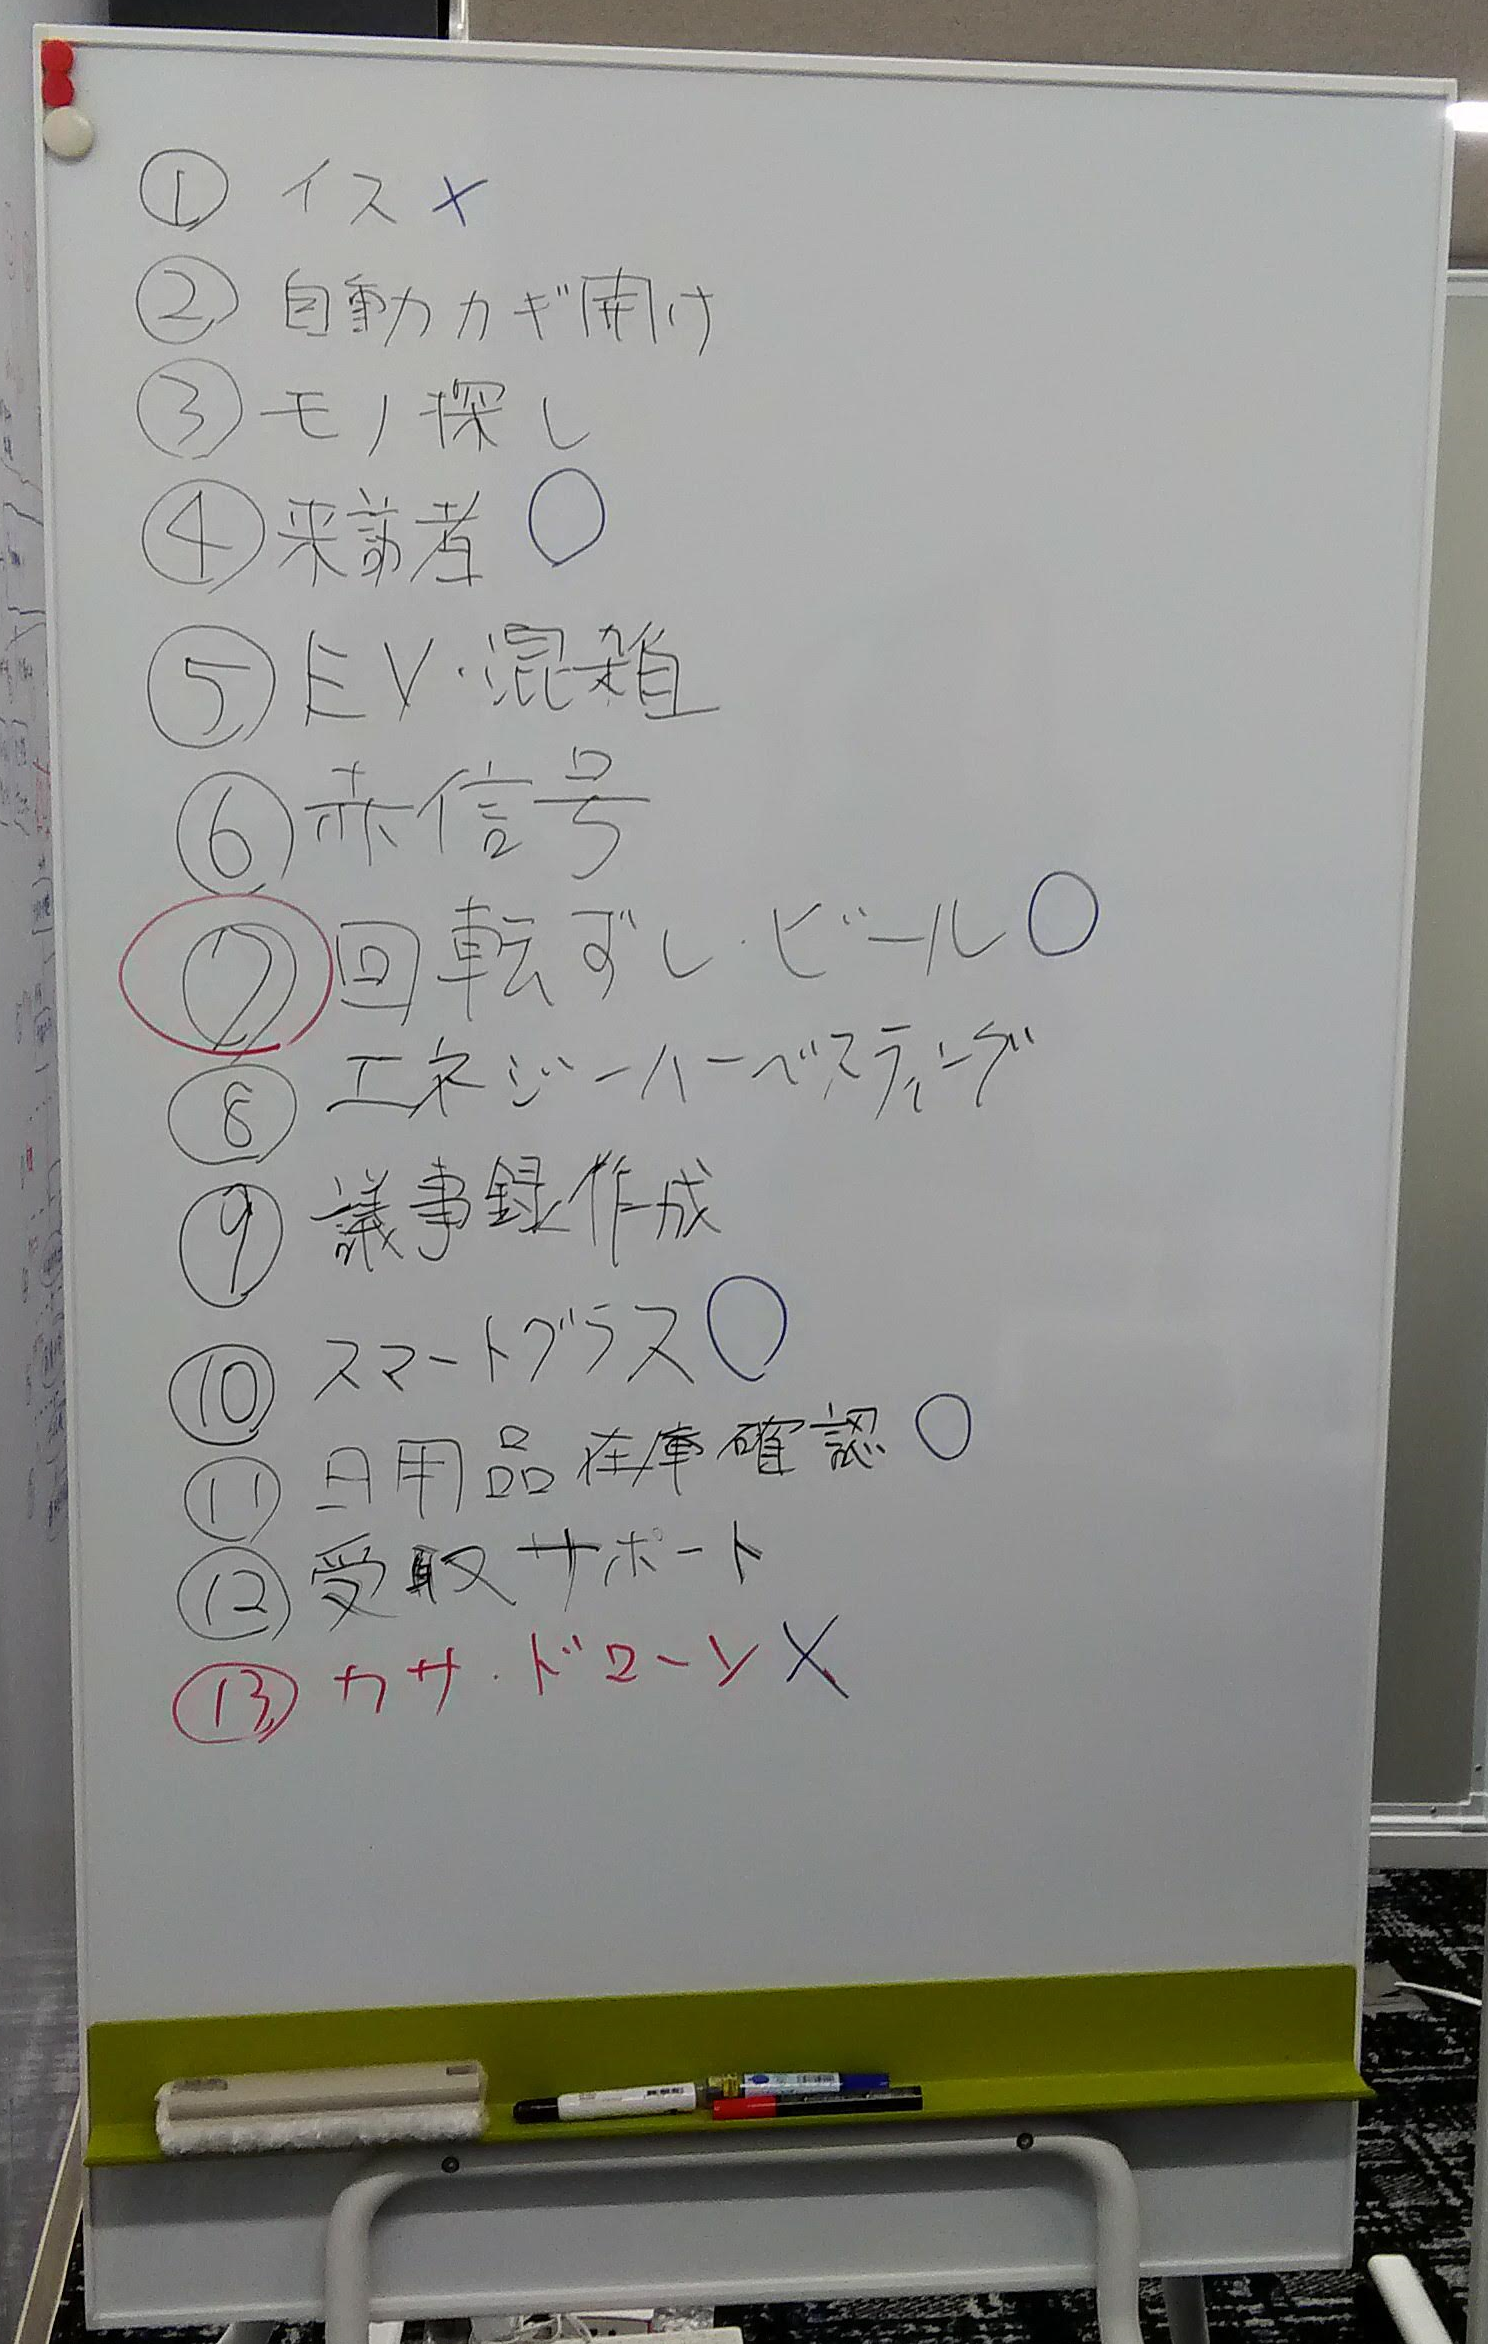 ① イス ×
② 自動カギ開け
③ モノ探し
④ 来訪者 ○
⑤ EV・混雑
⑥ 赤信号
⑦ 回転ずし・ビール ○
⑧ エネジーハーベスティング
⑨ 議事録作成
⑩ スマートグラス ○
⑪ 日用品在庫確認 ○
⑫ 受取サポート
⑬ カサ・ドローン ×